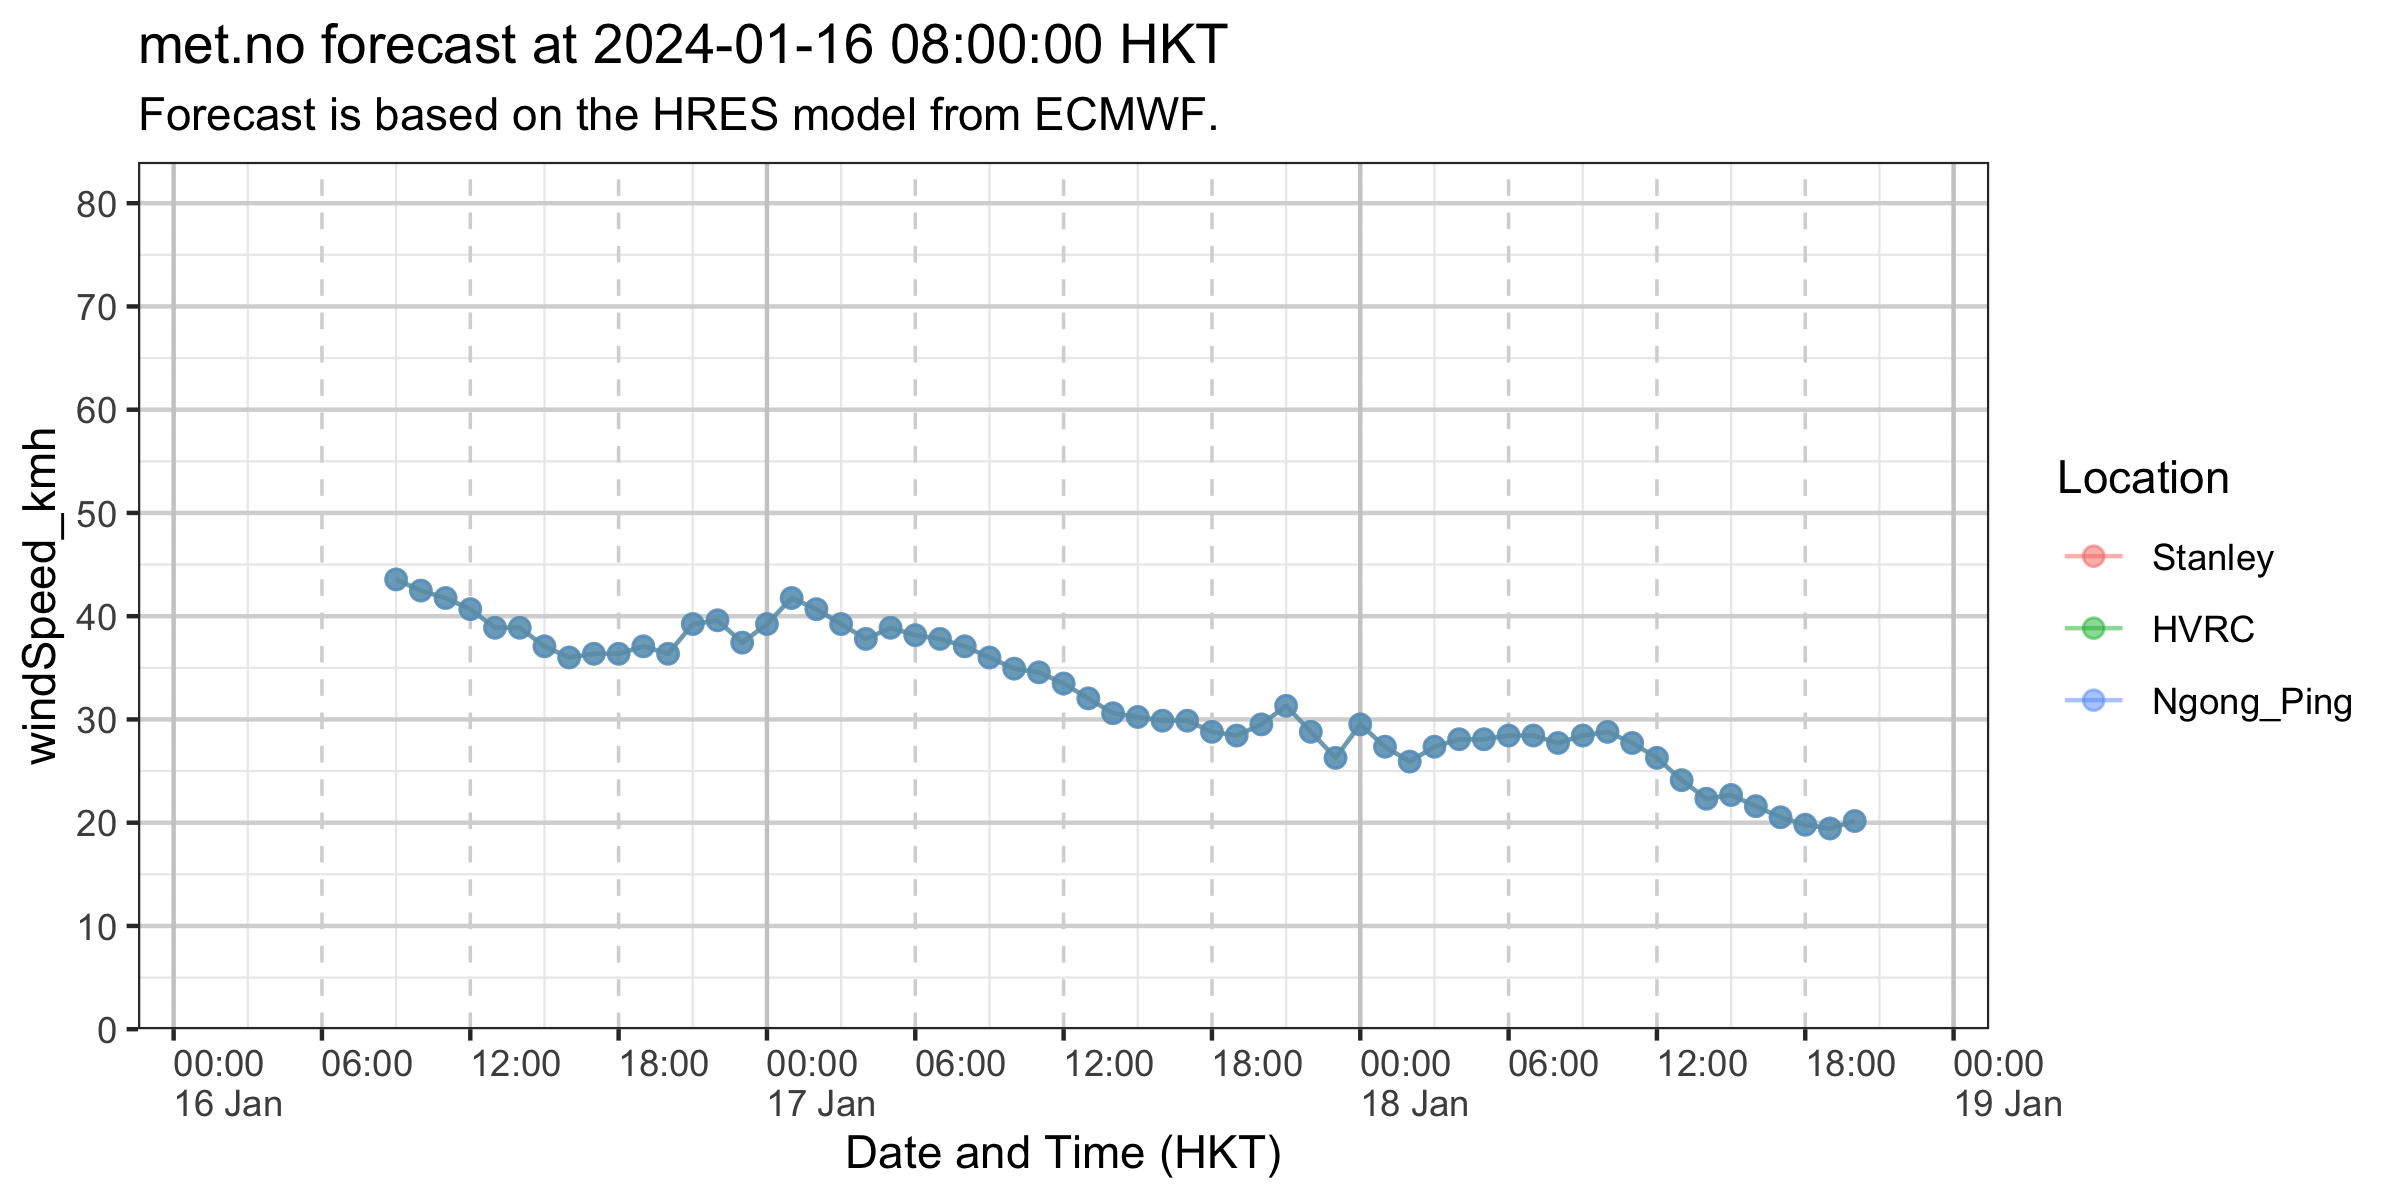 met.no forecast at 2024-01-16 08:00:00 HKT
Forecast is based on the HRES model from ECMWF.
windSpeed_kmh
80
70
60
50
40
30
20
10
0
00:00 06:00 12:00 18:00 00:00 06:00 12:00 18:00 00:00 06:00 12:00 18:00 00:00
16 Jan 17 Jan 18 Jan 19 Jan
Date and Time (HKT)
Location
Stanley
HVRC
Ngong_Ping